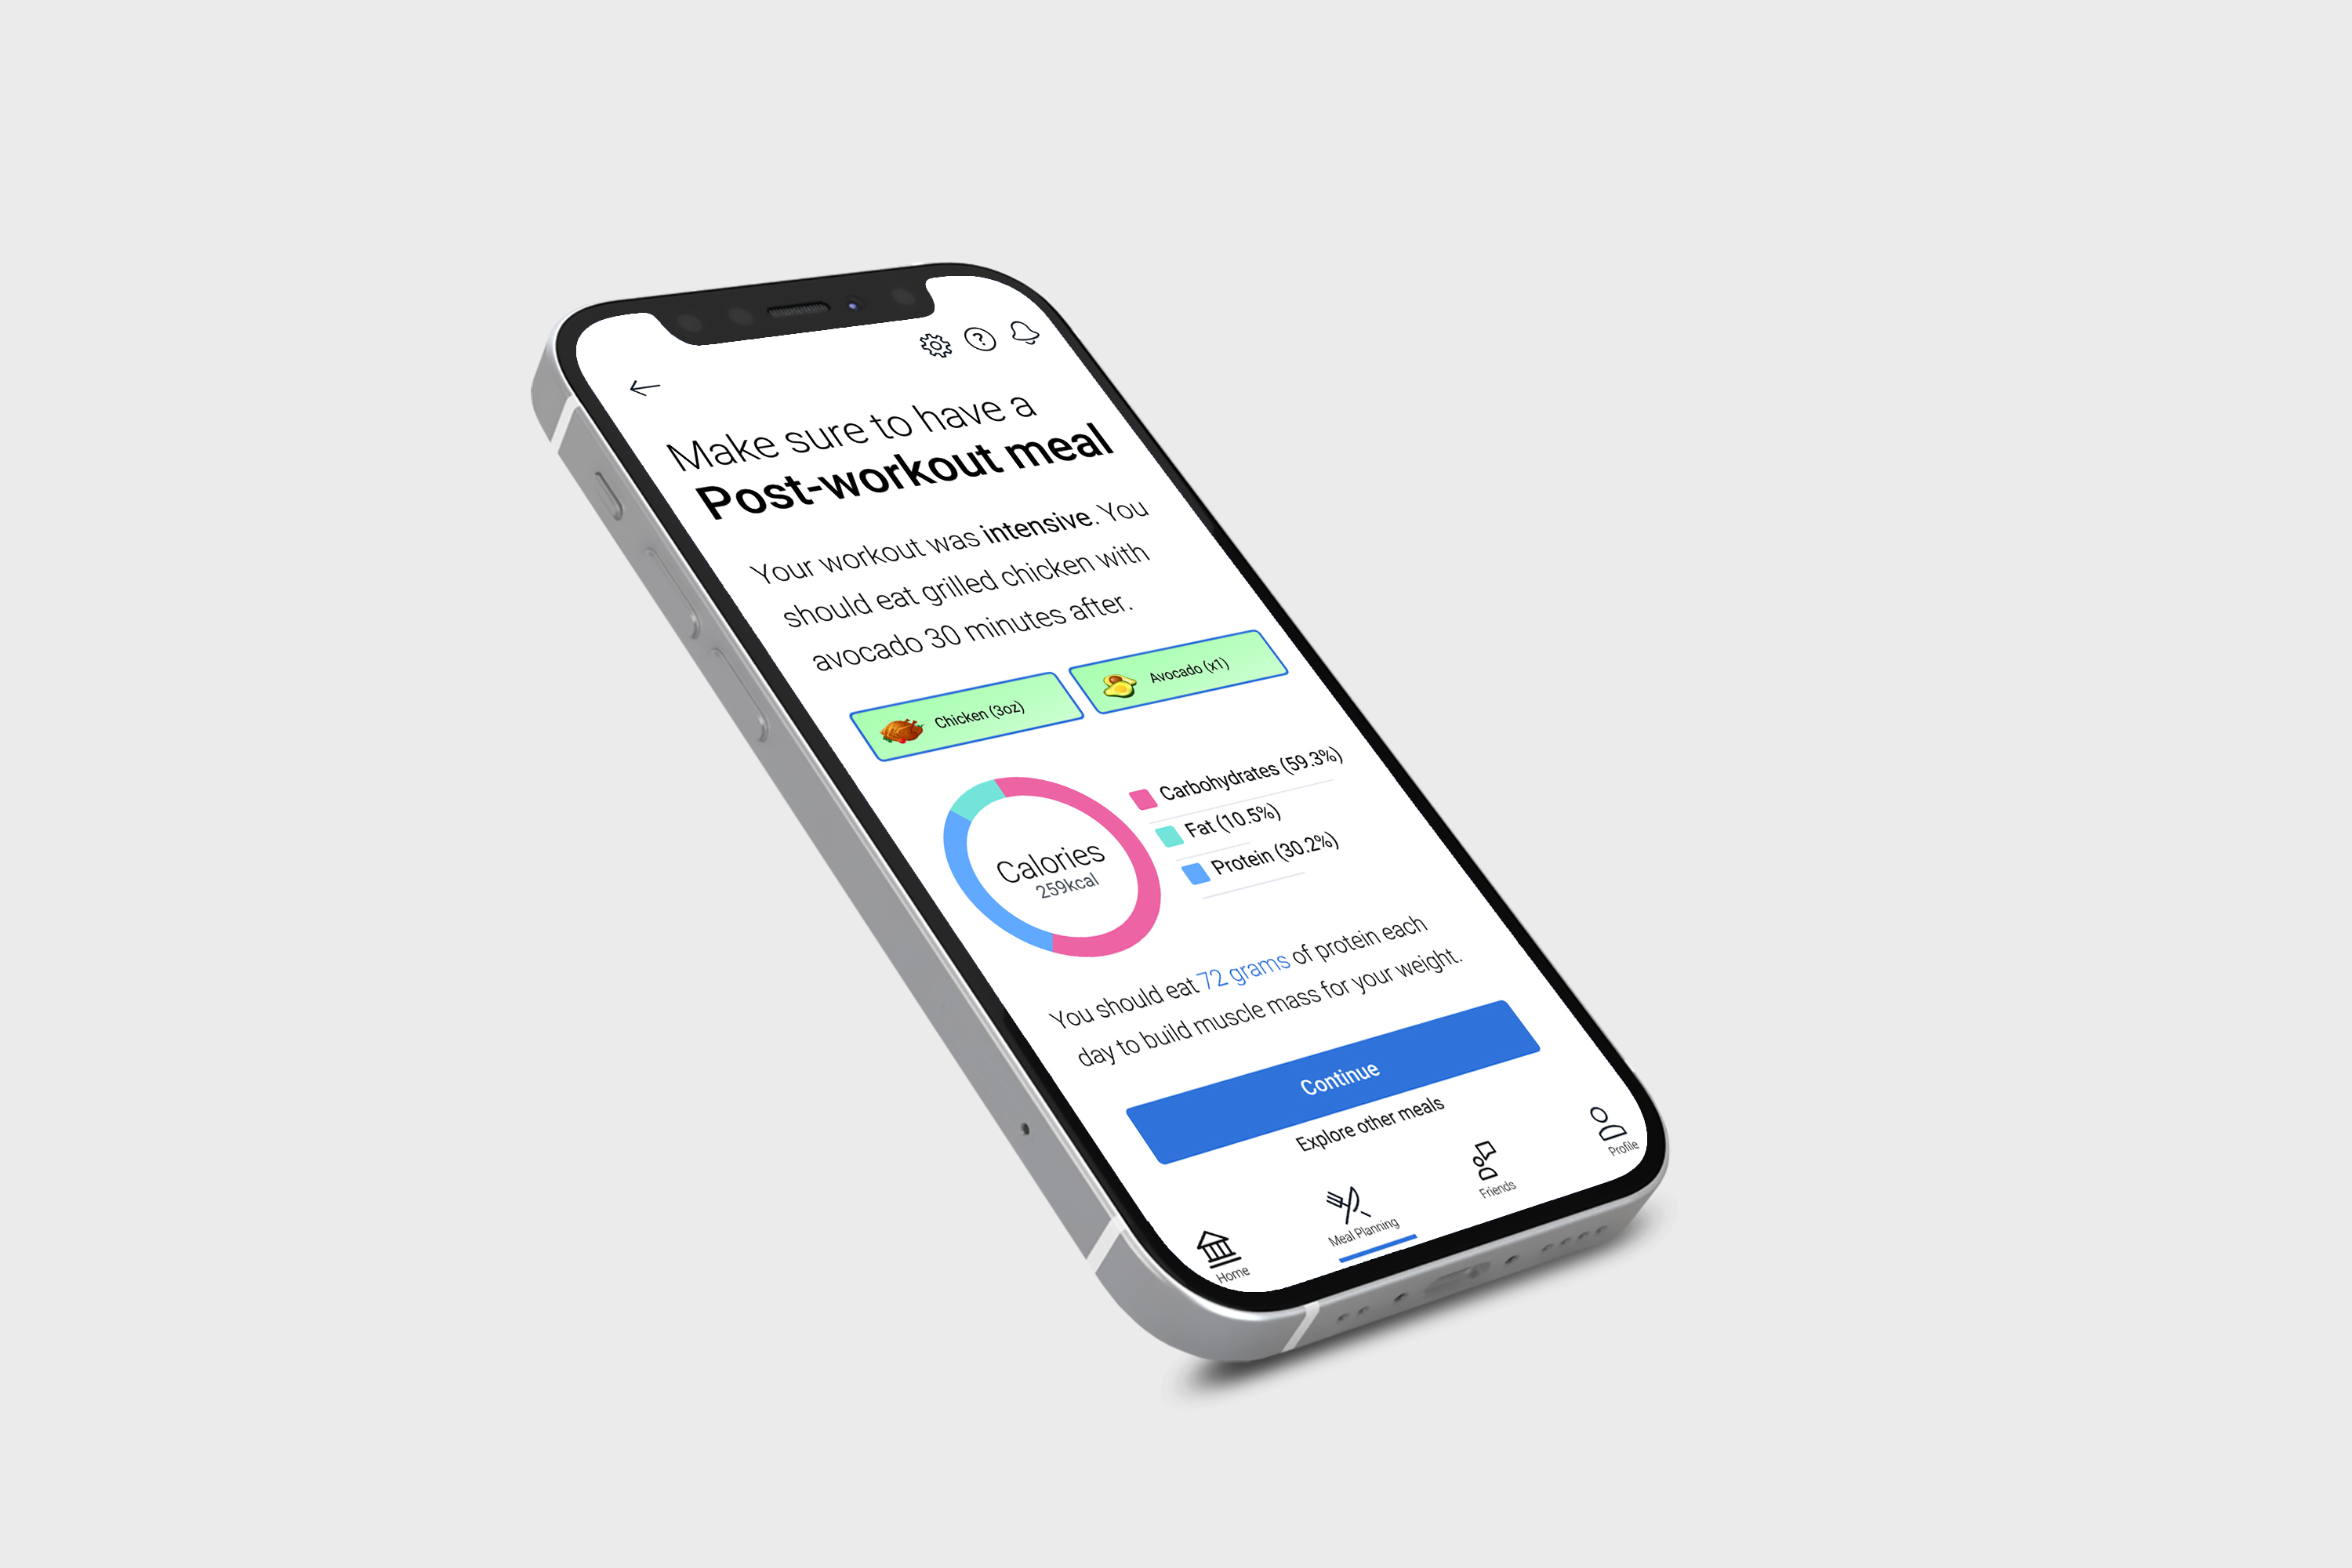 Make sure to have a
Post-workout meal
Your workout was intensive. You
should eat grilled chicken with
avocado 30 minutes after.
Chicken (3oz)
Avocado (x1)
Carbohydrates (59.3%)
Fat (10.5%)
Protein (30.2%)
Calories
259kcal
You should eat 72 grams of protein each
day to build muscle mass for your weight.
Continue
Explore other meals
Home
Meal Planning
Friends
Profile